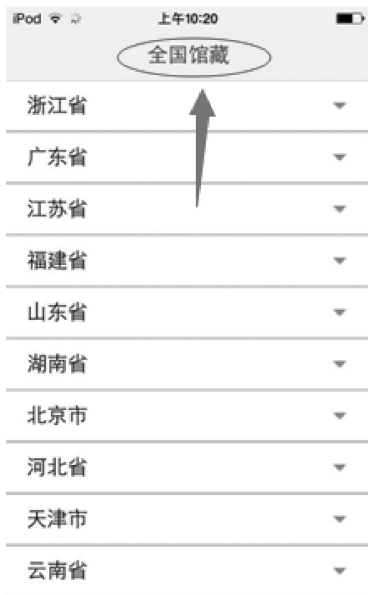 iPod 上午10:20
全国馆藏
浙江省
广东省
江苏省
福建省
山东省
湖南省
北京市
河北省
天津市
云南省